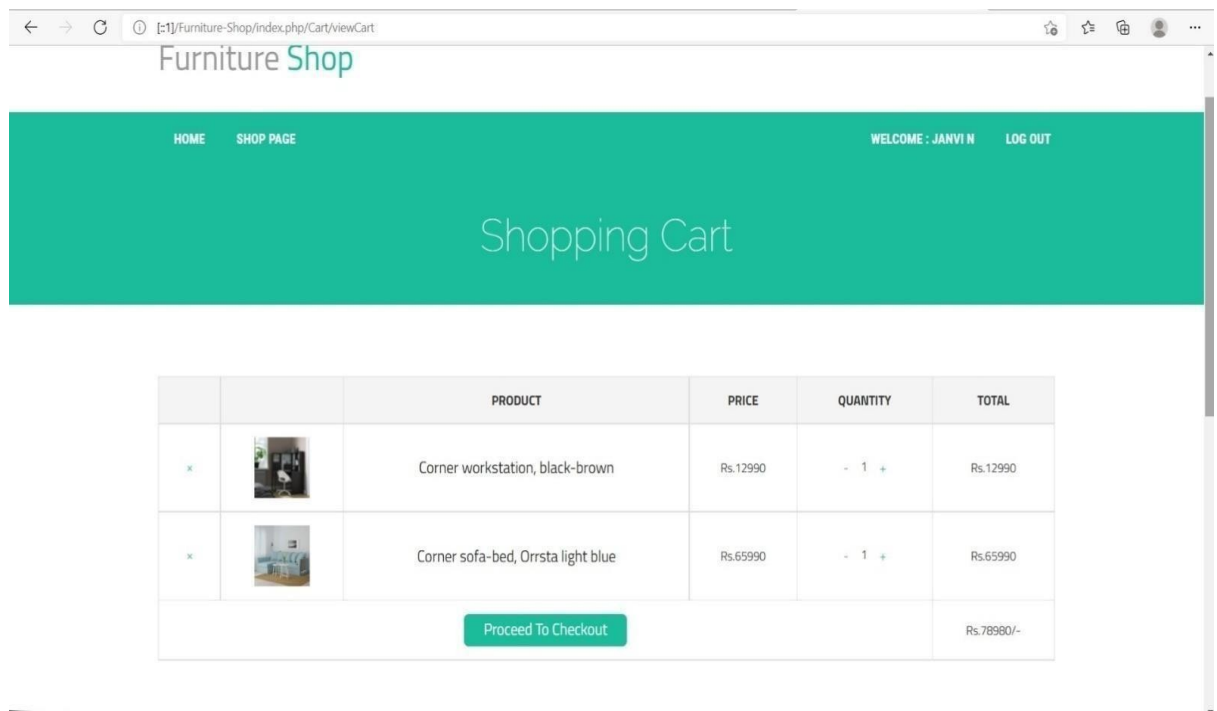 [::1]/Furniture-Shop/index.php/Cart/viewCart
Furniture Shop
HOME SHOP PAGE WELCOME : JANVI N LOG OUT
Shopping Cart
PRODUCT PRICE QUANTITY TOTAL
× Corner workstation, black-brown Rs.12990 - 1 + Rs.12990
× Corner sofa-bed, Orrsta light blue Rs.65990 - 1 + Rs.65990
Proceed To Checkout Rs.78980/-